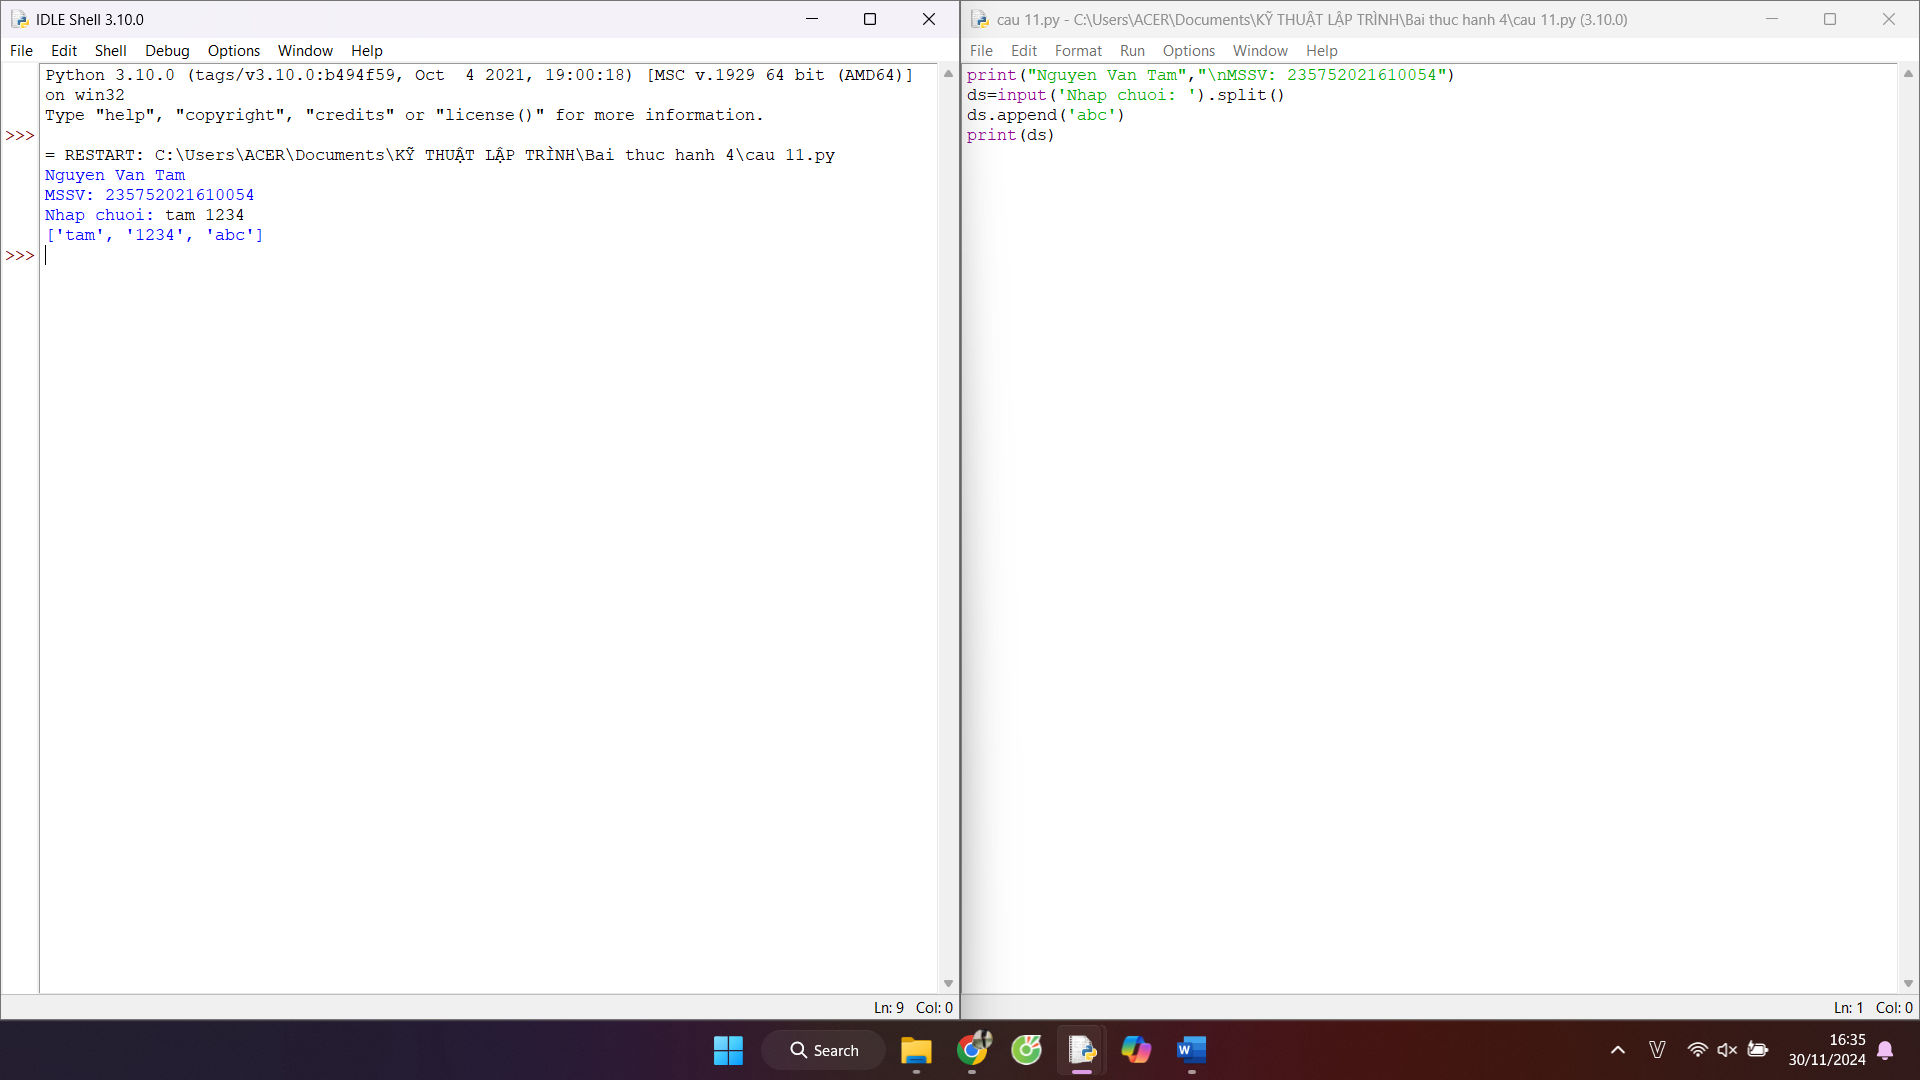 IDLE Shell 3.10.0
File Edit Shell Debug Options Window Help
Python 3.10.0 (tags/v3.10.0:b494f59, Oct  4 2021, 19:00:18) [MSC v.1929 64 bit (AMD64)]
on win32
Type "help", "copyright", "credits" or "license()" for more information.
>>>
= RESTART: C:\Users\ACER\Documents\KỸ THUẬT LẬP TRÌNH\Bai thuc hanh 4\cau 11.py
Nguyen Van Tam
MSSV: 235752021610054
Nhap chuoi: tam 1234
['tam', '1234', 'abc']
>>>
Ln: 9 Col: 0
cau 11.py - C:\Users\ACER\Documents\KỸ THUẬT LẬP TRÌNH\Bai thuc hanh 4\cau 11.py (3.10.0)
File Edit Format Run Options Window Help
print("Nguyen Van Tam","\nMSSV: 235752021610054")
ds=input('Nhap chuoi: ').split()
ds.append('abc')
print(ds)
Ln: 1 Col: 0
Search
W
V
16:35
30/11/2024